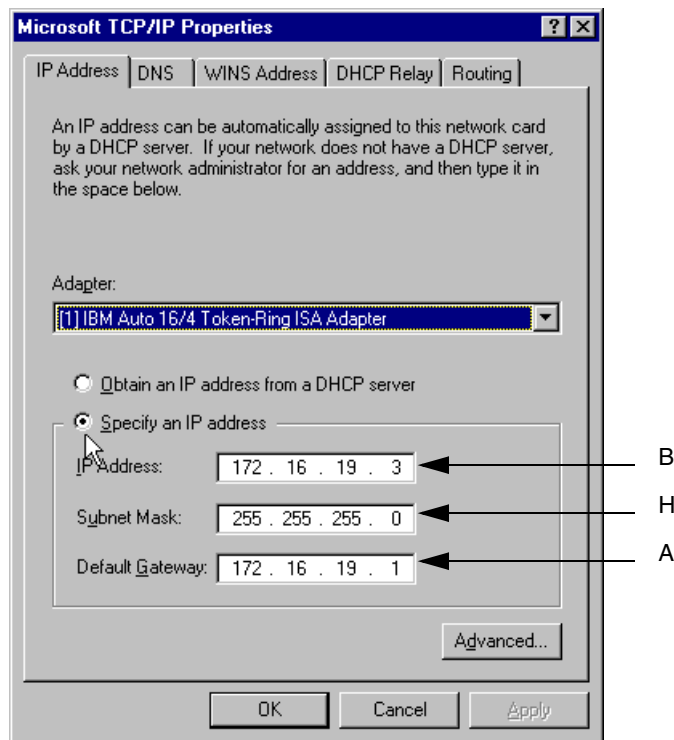 Microsoft TCP/IP Properties
IP Address DNS WINS Address DHCP Relay Routing
An IP address can be automatically assigned to this network card
by a DHCP server. If your network does not have a DHCP server,
ask your network administrator for an address, and then type it in
the space below.
Adapter:
[1] IBM Auto 16/4 Token-Ring ISA Adapter
Obtain an IP address from a DHCP server
Specify an IP address
IP Address: 172 . 16 . 19 . 3 B
Subnet Mask: 255 . 255 . 255 . 0 H
Default Gateway: 172 . 16 . 19 . 1 A
Advanced...
OK Cancel Apply